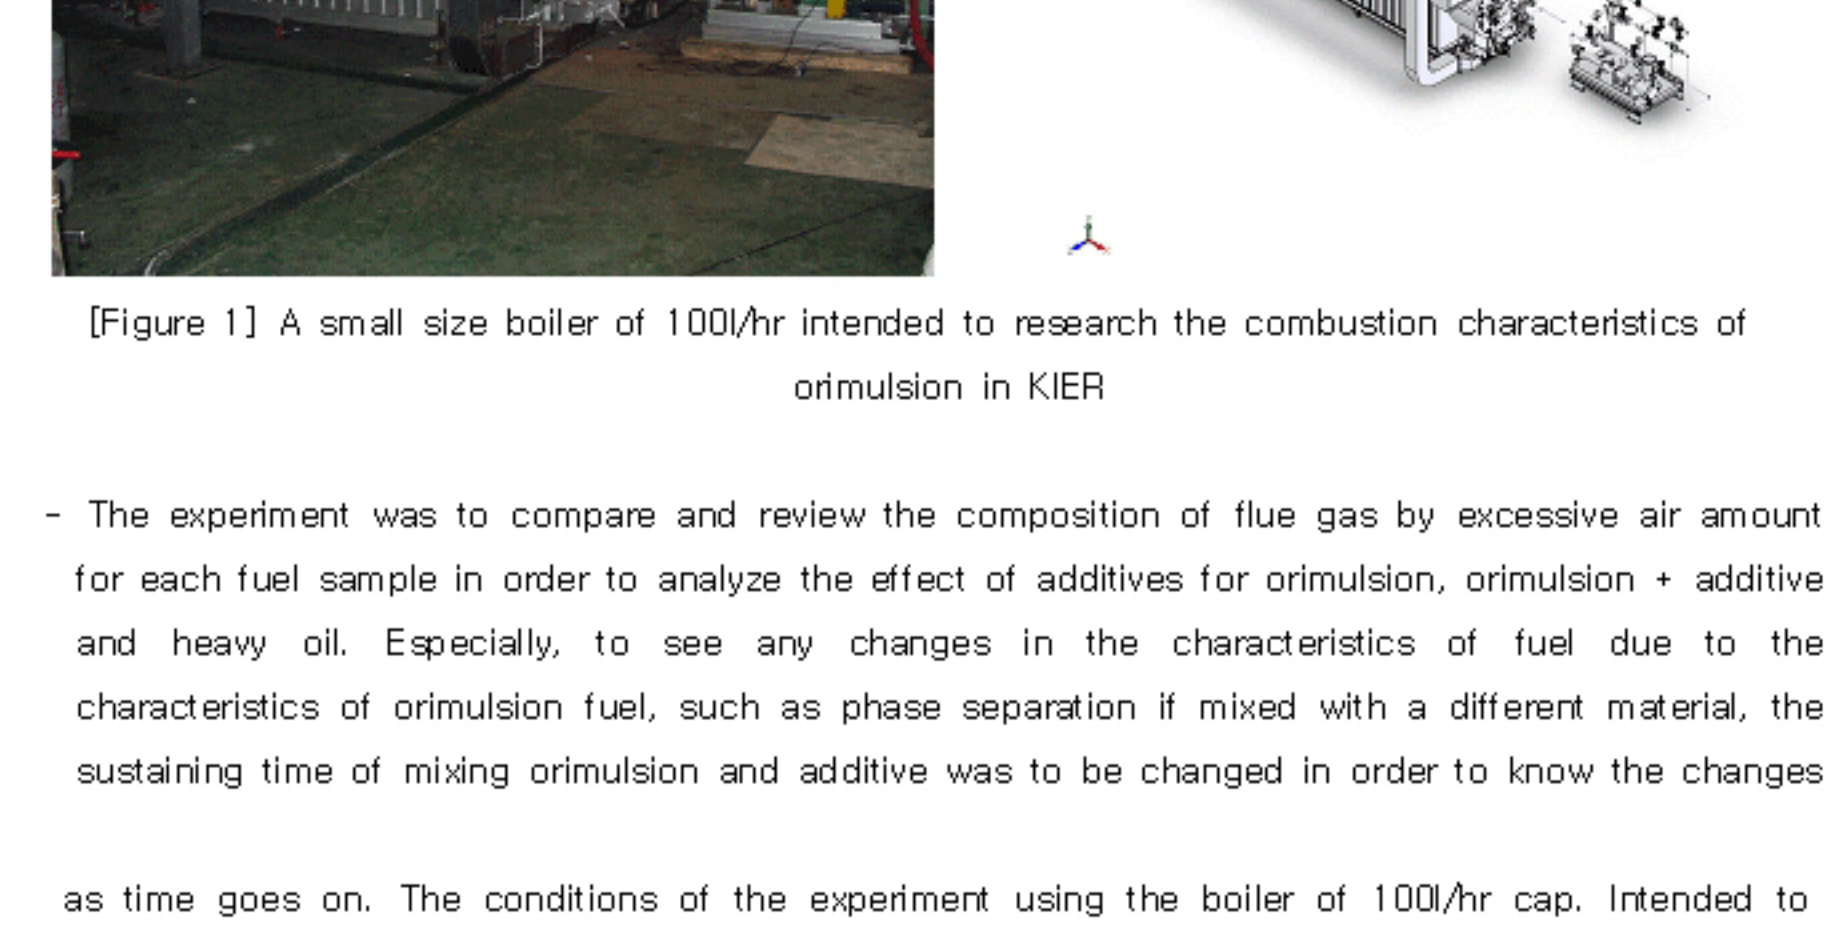 [Figure 1] A small size boiler of 100l/hr intended to research the combustion characteristics of
orimulsion in KIER
- The experiment was to compare and review the composition of flue gas by excessive air amount
for each fuel sample in order to analyze the effect of additives for orimulsion, orimulsion + additive
and heavy oil. Especially, to see any changes in the characteristics of fuel due to the
characteristics of orimulsion fuel, such as phase separation if mixed with a different material, the
sustaining time of mixing orimulsion and additive was to be changed in order to know the changes
as time goes on. The conditions of the experiment using the boiler of 100l/hr cap. Intended to